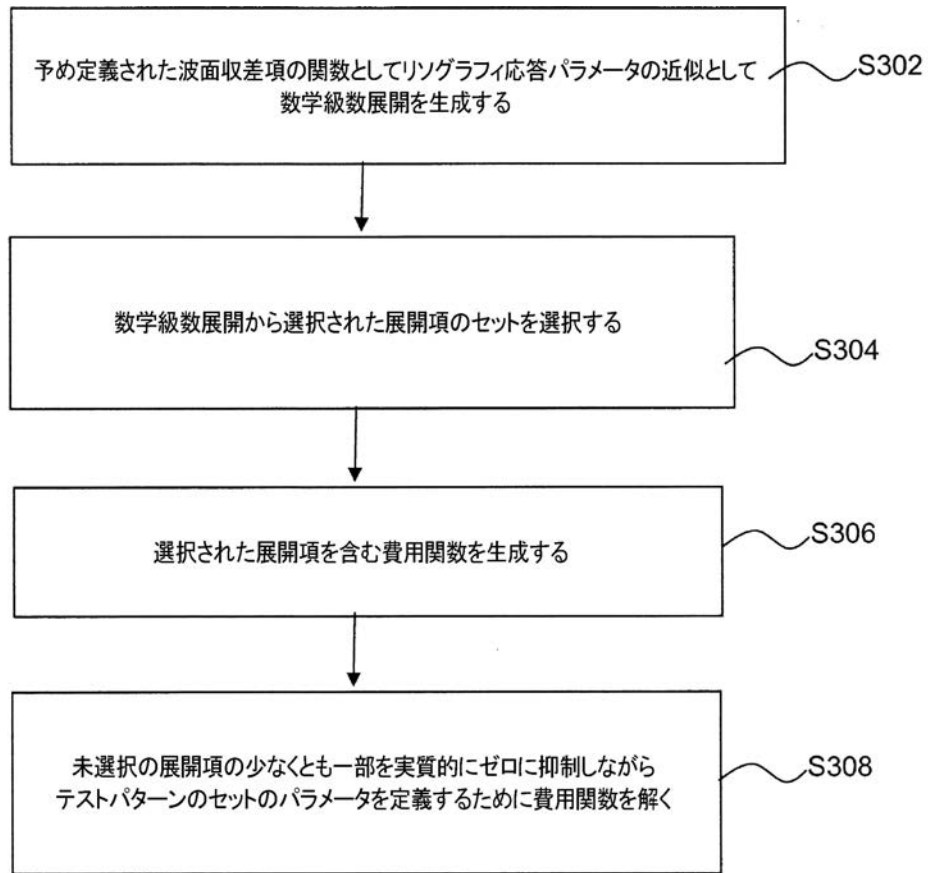 予め定義された波面収差項の関数としてリソグラフィ応答パラメータの近似として
数学級数展開を生成する
S302
数学級数展開から選択された展開項のセットを選択する
S304
選択された展開項を含む費用関数を生成する
S306
未選択の展開項の少なくとも一部を実質的にゼロに抑制しながら
テストパターンのセットのパラメータを定義するために費用関数を解く
S308